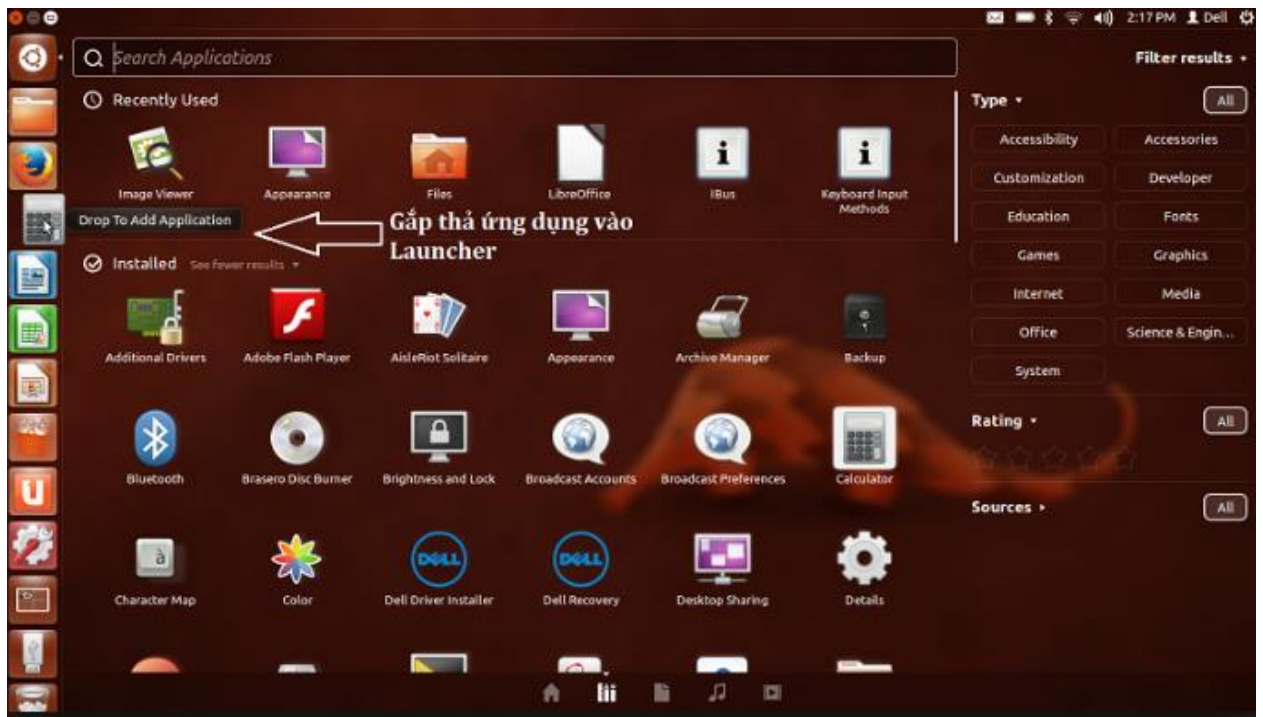 2:17 PM Dell
Search Applications
Filter results
Recently Used
Image Viewer Appearance Files LibreOffice IBus Keyboard Input
Methods
Drop To Add Application
Gắp thả ứng dụng vào
Launcher
Installed See fewer results
Additional Drivers Adobe Flash Player AisleRiot Solitaire Appearance Archive Manager Backup
Bluetooth Brasero Disc Burner Brightness and Lock Broadcast Accounts Broadcast Preferences Calculator
à
DELL DELL
Character Map Color Dell Driver Installer Dell Recovery Desktop Sharing Details
Type All
Accessibility Accessories
Customization Developer
Education Fonts
Games Graphics
Internet Media
Office Science & Engin...
System
Rating All
Sources All